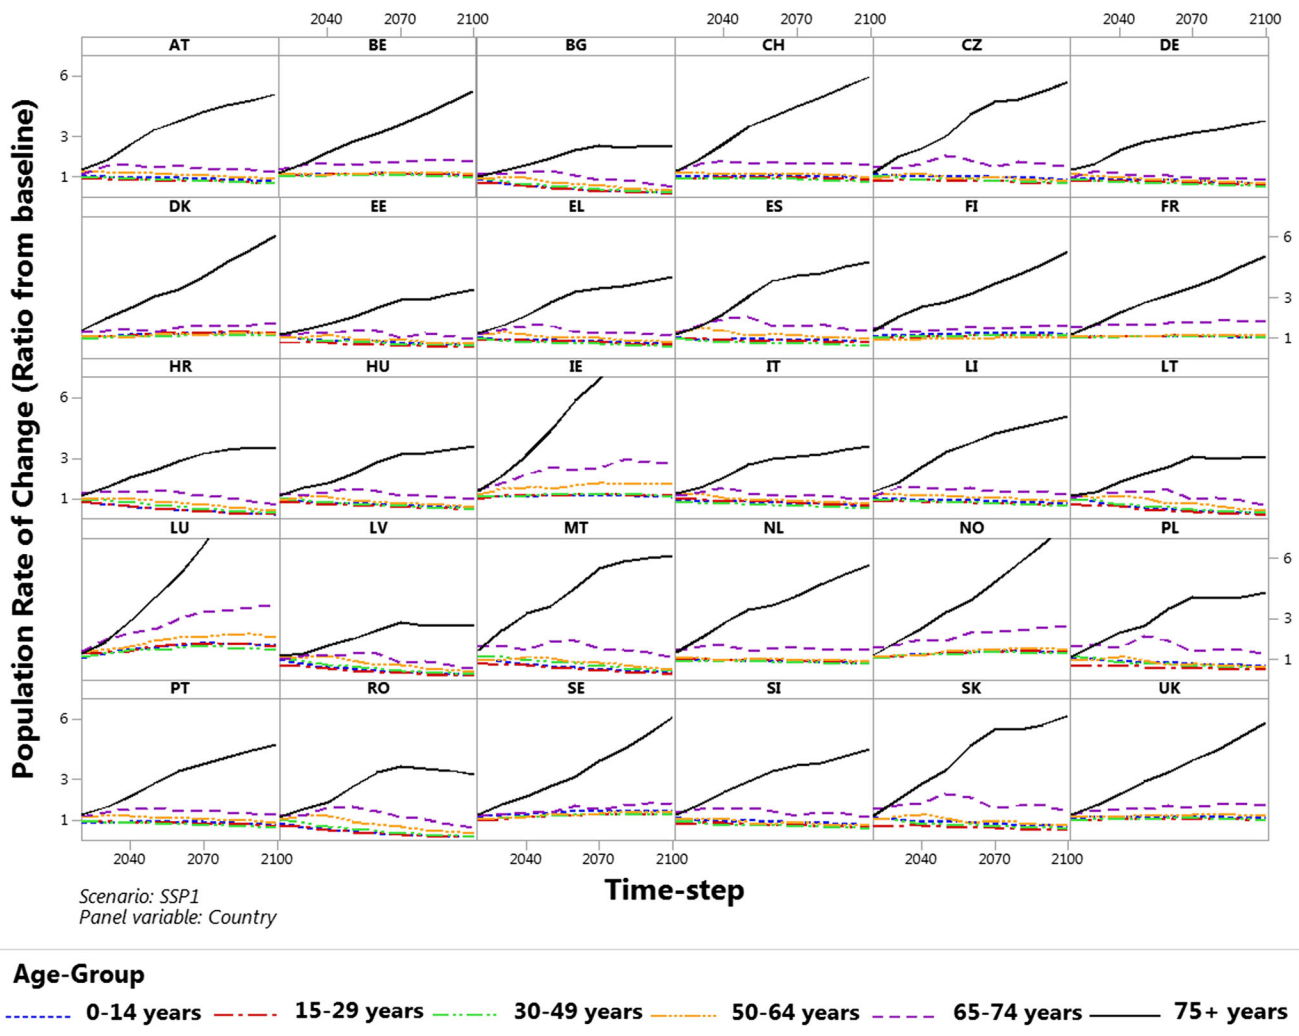 2040 2070 2100 2040 2070 2100 2040 2070 2100
AT BE BG CH CZ DE
6
3
1
DK EE EL ES FI FR
6
3
1
HR HU IE IT LI LT
6
3
1
LU LV MT NL NO PL
6
3
1
PT RO SE SI SK UK
6
3
1
2040 2070 2100 2040 2070 2100 2040 2070 2100
Population Rate of Change (Ratio from baseline)
Time-step
Scenario: SSP1
Panel variable: Country
Age-Group
0-14 years 15-29 years 30-49 years 50-64 years 65-74 years 75+ years